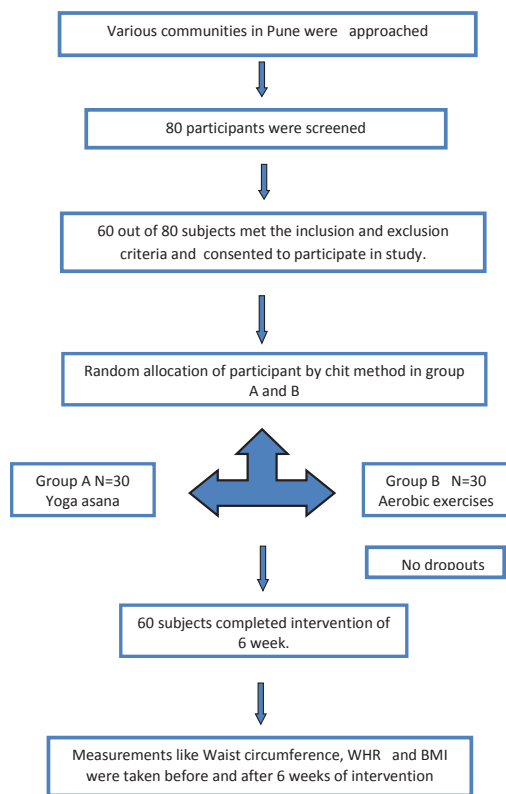 Various communities in Pune were approached
80 participants were screened
60 out of 80 subjects met the inclusion and exclusion
criteria and consented to participate in study.
Random allocation of participant by chit method in group
A and B
Group A N=30
Yoga asana
Group B N=30
Aerobic exercises
No dropouts
60 subjects completed intervention of
6 week.
Measurements like Waist circumference, WHR and BMI
were taken before and after 6 weeks of intervention